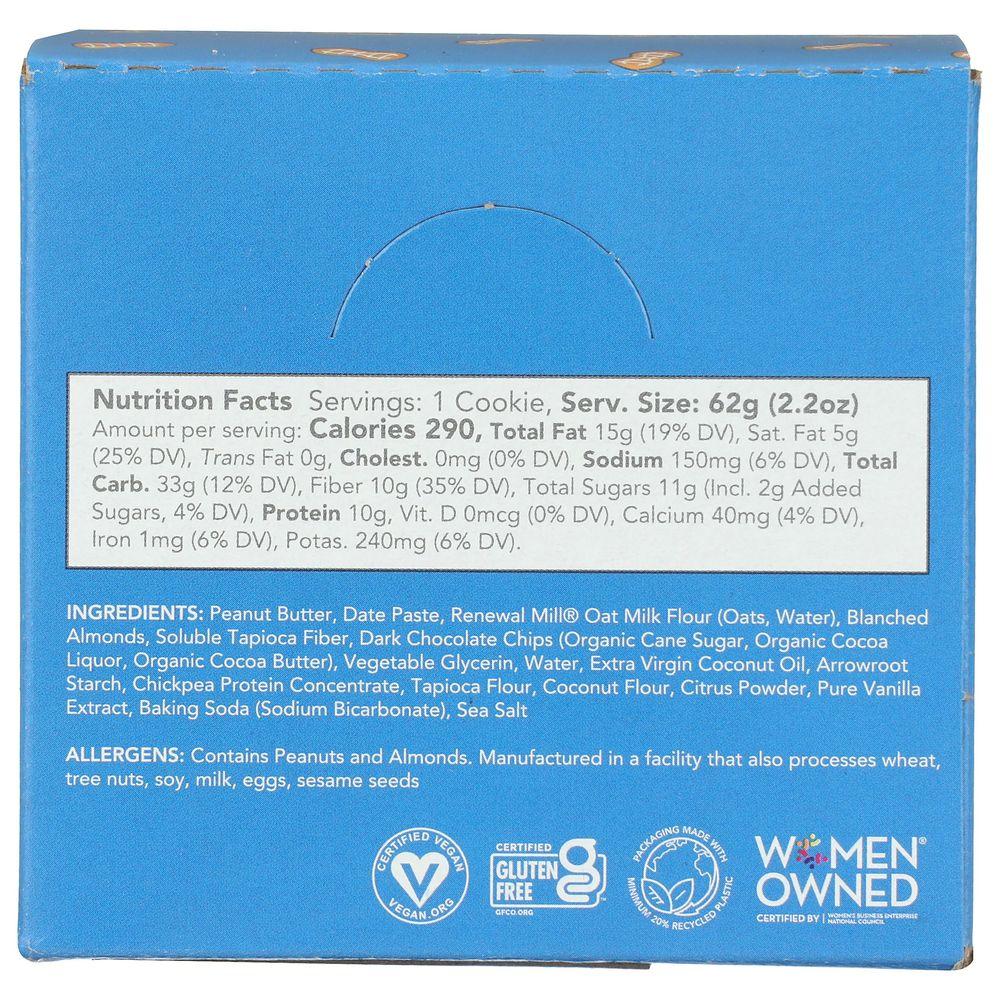 Nutrition Facts Servings: 1 Cookie, Serv. Size: 62g (2.2oz)
Amount per serving: Calories 290, Total Fat 15g (19% DV), Sat. Fat 5g
(25% DV), Trans Fat 0g, Cholest. 0mg (0% DV), Sodium 150mg (6% DV), Total
Carb. 33g (12% DV), Fiber 10g (35% DV), Total Sugars 11g (Incl. 2g Added
Sugars, 4% DV), Protein 10g, Vit. D 0mcg (0% DV), Calcium 40mg (4% DV),
Iron 1mg (6% DV), Potas. 240mg (6% DV).
INGREDIENTS: Peanut Butter, Date Paste, Renewal Mill® Oat Milk Flour (Oats, Water), Blanched
Almonds, Soluble Tapioca Fiber, Dark Chocolate Chips (Organic Cane Sugar, Organic Cocoa
Liquor, Organic Cocoa Butter), Vegetable Glycerin, Water, Extra Virgin Coconut Oil, Arrowroot
Starch, Chickpea Protein Concentrate, Tapioca Flour, Coconut Flour, Citrus Powder, Pure Vanilla
Extract, Baking Soda (Sodium Bicarbonate), Sea Salt
ALLERGENS: Contains Peanuts and Almonds. Manufactured in a facility that also processes wheat,
tree nuts, soy, milk, eggs, sesame seeds
CERTIFIED VEGAN
V
VEGAN.ORG
CERTIFIED
GLUTEN
FREE
g
GFCO.ORG
PACKAGING MADE WITH
MINIMUM 20% RECYCLED PLASTIC
WOMEN®
OWNED
CERTIFIED BY
WOMEN'S BUSINESS ENTERPRISE
NATIONAL COUNCIL